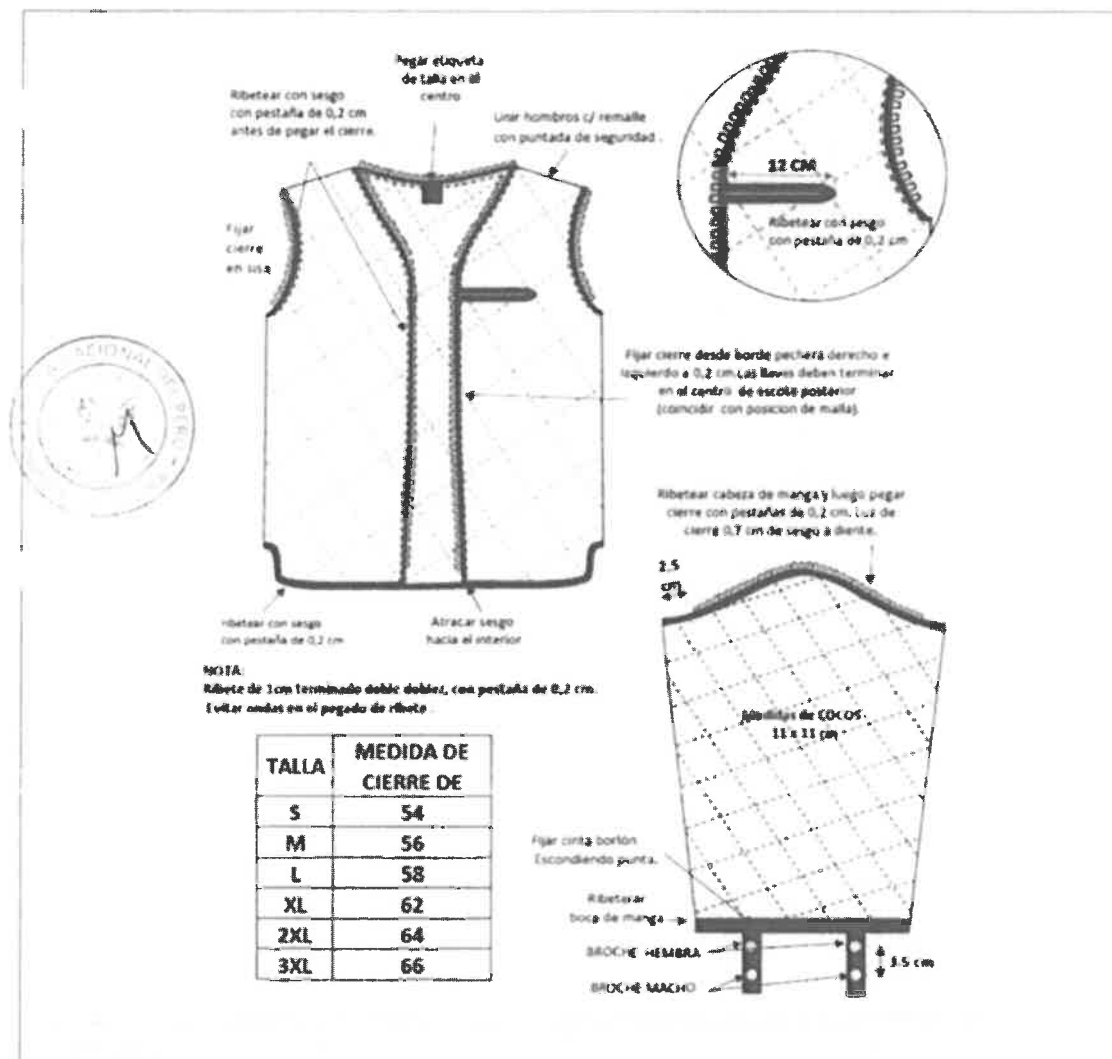 Pegar etiqueta
de talla en el
centro
Ribetear con sesgo
con pestaña de 0,2 cm
antes de pegar el cierre.
Unir hombros c/ remalle
con puntada de seguridad.
12 CM
Ribetear con sesgo
con pestaña de 0,2 cm
Fijar
cierre
en sisa
Fijar cierre desde borde pechera derecho e
izquierdo a 0,2 cm. Las llaves deben terminar
en el centro de escote posterior
(coincidir con posicion de malla).
Ribetear cabeza de manga y luego pegar
cierre con pestañas de 0,2 cm. Luz de
cierre 0,7 cm de sesgo a diente.
2.5
cm
Ribetear con sesgo
con pestaña de 0,2 cm
Atracar sesgo
hacia el interior
NOTA:
Ribete de 1cm terminado doble doblez, con pestaña de 0,2 cm.
Evitar ondas en el pegado de ribete.
Medidas de COCOS
11 x 11 cm
TALLA MEDIDA DE
CIERRE DE
S 54
M 56
L 58
XL 62
2XL 64
3XL 66
Fijar cinta borlón
Escondiendo punta.
Ribetear
boca de manga
BROCHE HEMBRA
3.5 cm
BROCHE MACHO
NACIONAL DEL PERÚ